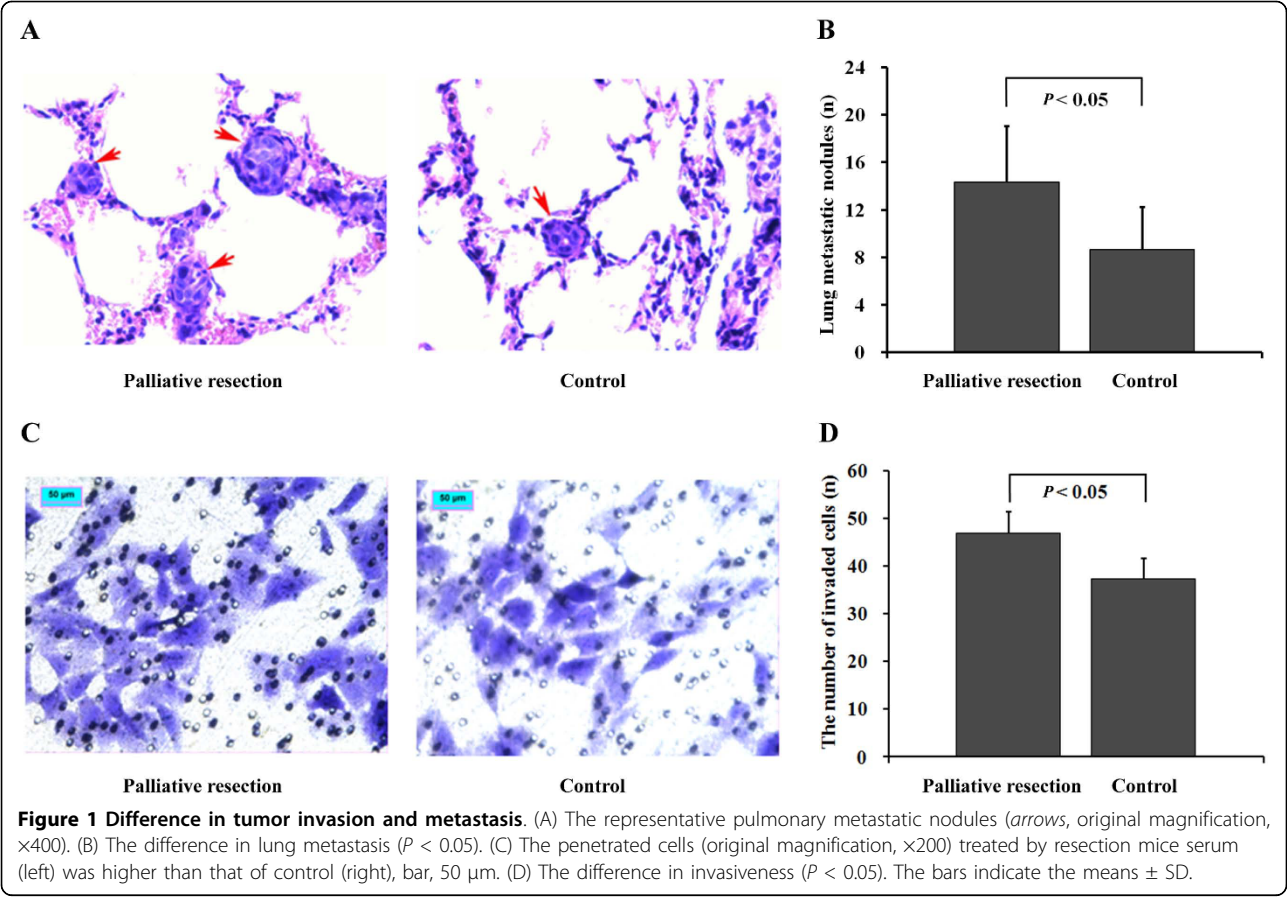 A
Palliative resection
Control
B
Lung metastatic nodules (n)
24
20
16
12
8
4
0
P < 0.05
Palliative resection
Control
C
50 µm
50 µm
Palliative resection
Control
D
The number of invaded cells (n)
60
50
40
30
20
10
0
P < 0.05
Palliative resection
Control
Figure 1 Difference in tumor invasion and metastasis. (A) The representative pulmonary metastatic nodules (arrows, original magnification,
×400). (B) The difference in lung metastasis (P < 0.05). (C) The penetrated cells (original magnification, ×200) treated by resection mice serum
(left) was higher than that of control (right), bar, 50 μm. (D) The difference in invasiveness (P < 0.05). The bars indicate the means ± SD.